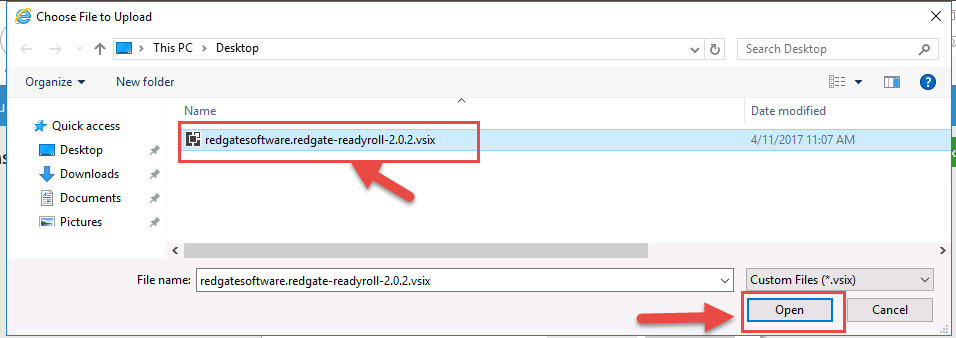 Choose File to Upload
This PC > Desktop
Search Desktop
Organize New folder
Name Date modified
Quick access
redgatesoftware.redgate-readyroll-2.0.2.vsix 4/11/2017 11:07 AM
Desktop
Downloads
Documents
Pictures
File name: redgatesoftware.redgate-readyroll-2.0.2.vsix Custom Files (*.vsix)
Open Cancel